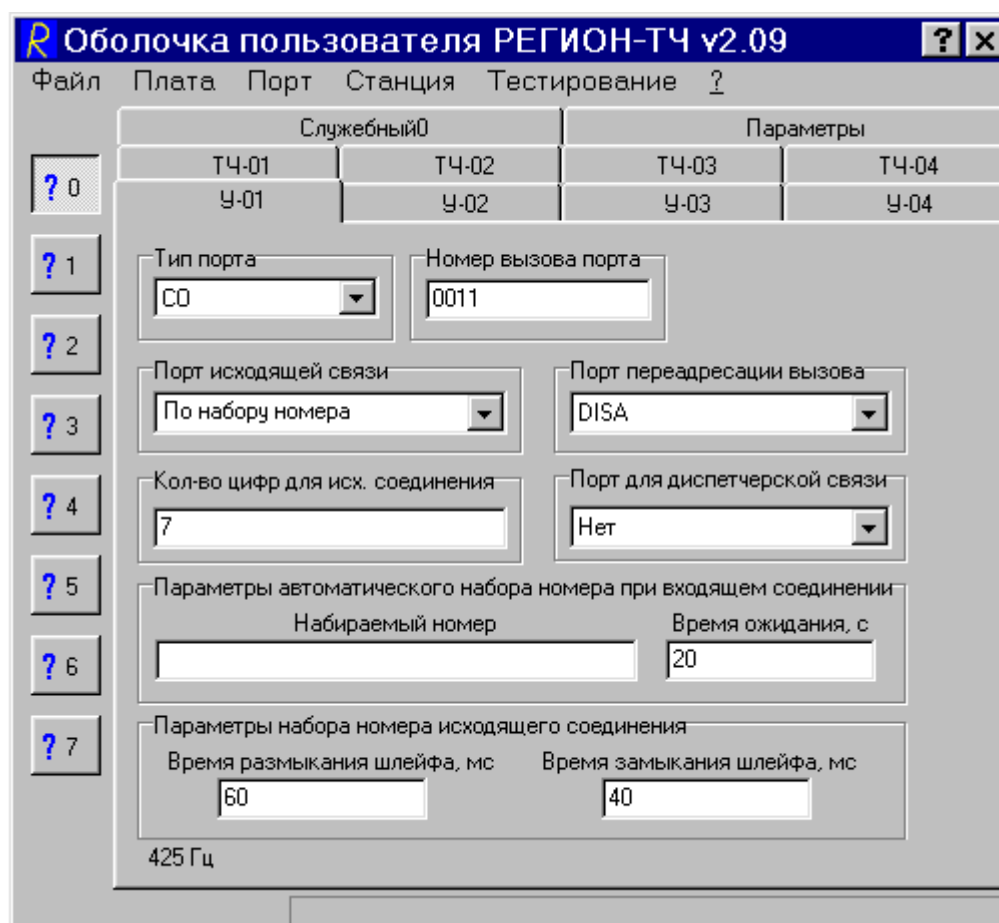 R Оболочка пользователя РЕГИОН-ТЧ v2.09 ? ×
Файл Плата Порт Станция Тестирование ?
Служебный0 Параметры
ТЧ-01 ТЧ-02 ТЧ-03 ТЧ-04
У-01 У-02 У-03 У-04
? 0
? 1
? 2
? 3
? 4
? 5
? 6
? 7
Тип порта Номер вызова порта
CO 0011
Порт исходящей связи Порт переадресации вызова
По набору номера DISA
Кол-во цифр для исх. соединения Порт для диспетчерской связи
7 Нет
Параметры автоматического набора номера при входящем соединении
Набираемый номер Время ожидания, с
20
Параметры набора номера исходящего соединения
Время размыкания шлейфа, мс Время замыкания шлейфа, мс
60 40
425 Гц